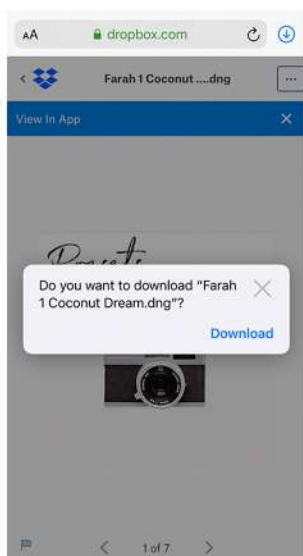 AA dropbox.com
Farah 1 Coconut ....dng
View In App
Presets
Do you want to download "Farah
1 Coconut Dream.dng"?
Download
1 of 7